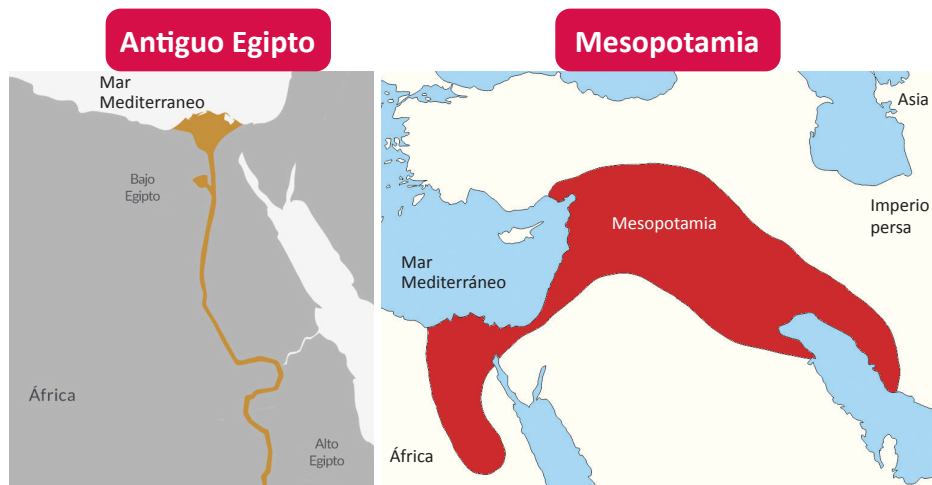 Antiguo Egipto
Mar
Mediterraneo
Bajo
Egipto
África
Alto
Egipto
Mesopotamia
Asia
Imperio
persa
Mesopotamia
Mar
Mediterráneo
África